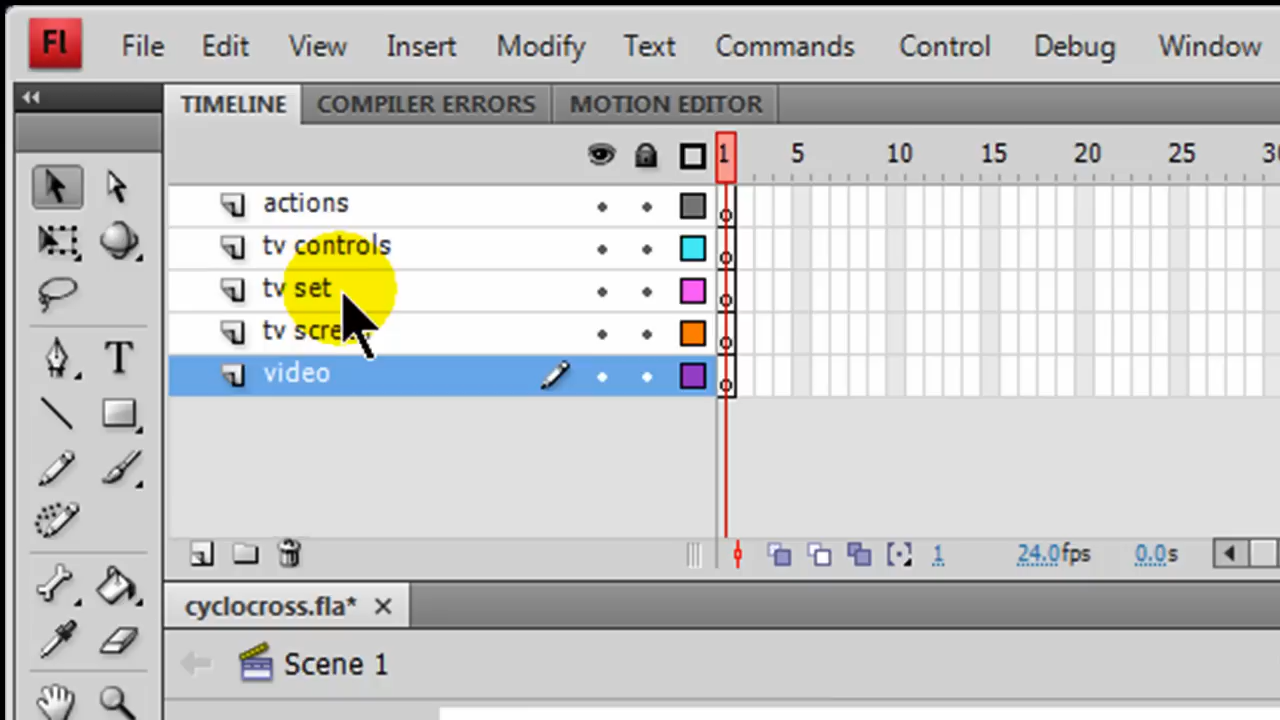 Fl File Edit View Insert Modify Text Commands Control Debug Window
TIMELINE COMPILER ERRORS MOTION EDITOR
1 5 10 15 20 25
actions
tv controls
tv set
tv
video
T
1 24.0fps 0.0s
cyclocross.fla*
Scene 1